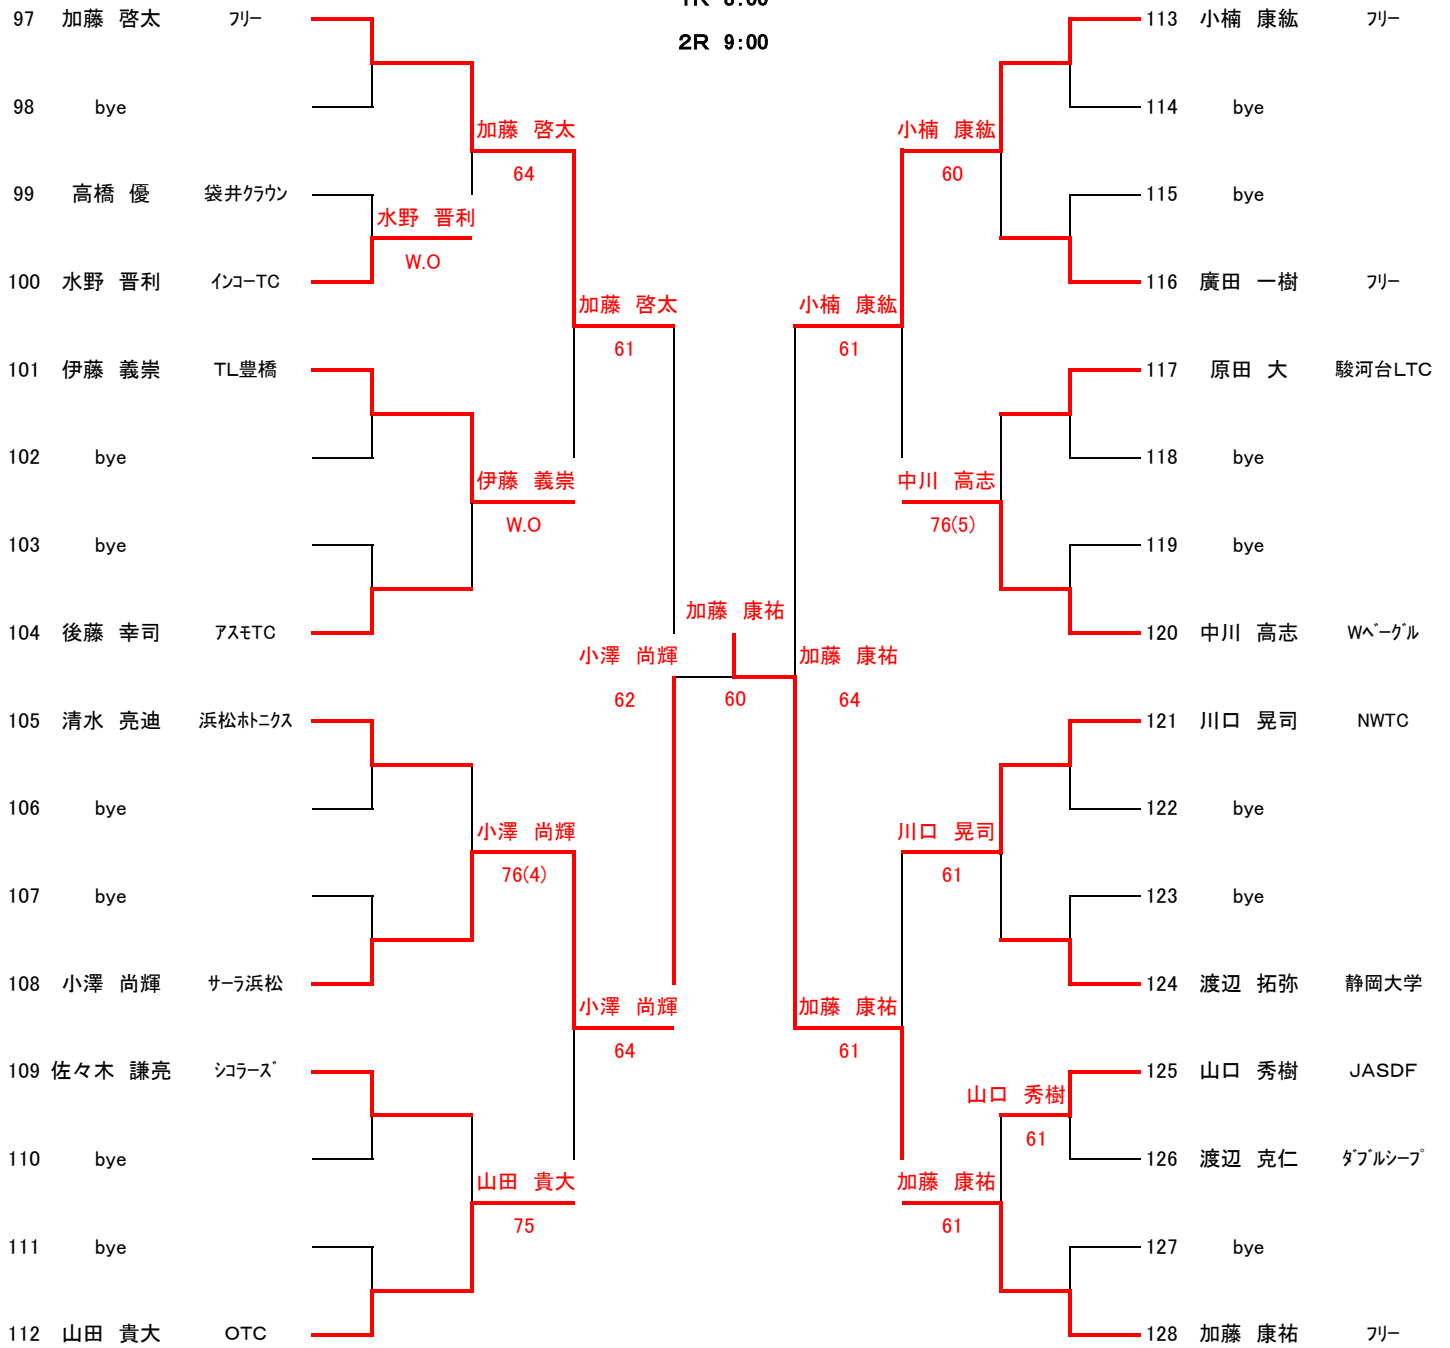 1R 8:00
2R 9:00
97 加藤 啓太 フリー
98 bye
加藤 啓太
64
99 高橋 優 袋井クラウン
水野 晋利
W.O
100 水野 晋利 インコーTC
加藤 啓太
61
101 伊藤 義崇 TL豊橋
102 bye
伊藤 義崇
W.O
103 bye
104 後藤 幸司 アスモTC
小澤 尚輝
62
105 清水 亮迪 浜松ホトニクス
106 bye
小澤 尚輝
76(4)
107 bye
108 小澤 尚輝 サーラ浜松
小澤 尚輝
64
109 佐々木 謙亮 シコラーズ
110 bye
山田 貴大
75
111 bye
112 山田 貴大 OTC
加藤 康祐
60
113 小楠 康紘 フリー
114 bye
小楠 康紘
60
115 bye
116 廣田 一樹 フリー
小楠 康紘
61
117 原田 大 駿河台LTC
118 bye
中川 高志
76(5)
119 bye
120 中川 高志 Wベーグル
加藤 康祐
64
121 川口 晃司 NWTC
122 bye
川口 晃司
61
123 bye
124 渡辺 拓弥 静岡大学
加藤 康祐
61
125 山口 秀樹 JASDF
山口 秀樹
61
126 渡辺 克仁 ダブルシープ
加藤 康祐
61
127 bye
128 加藤 康祐 フリー